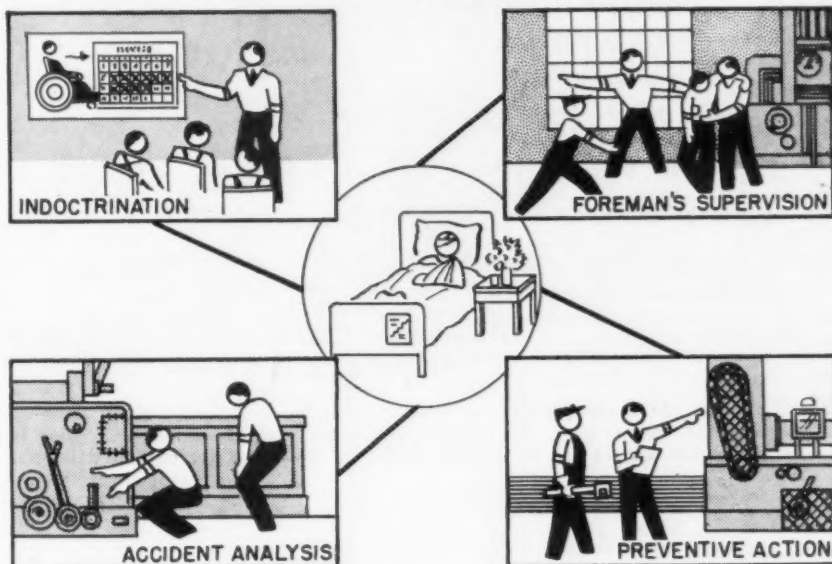 INDOCTRINATION
FOREMAN'S SUPERVISION
ACCIDENT ANALYSIS
PREVENTIVE ACTION